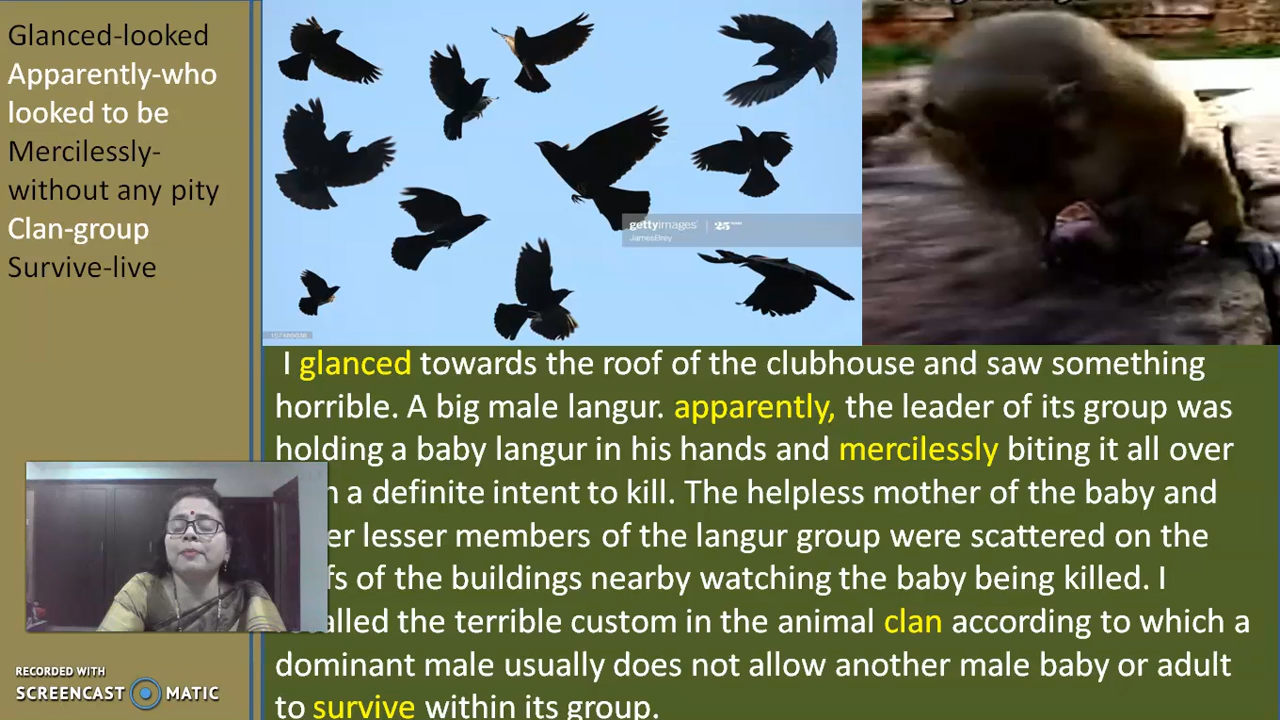 Glanced-looked
Apparently-who
looked to be
Mercilessly-
without any pity
Clan-group
Survive-live
gettyimages
JamesBrey
I glanced towards the roof of the clubhouse and saw something
horrible. A big male langur. apparently, the leader of its group was
holding a baby langur in his hands and mercilessly biting it all over
a definite intent to kill. The helpless mother of the baby and
lesser members of the langur group were scattered on the
of the buildings nearby watching the baby being killed. I
the terrible custom in the animal clan according to which a
dominant male usually does not allow another male baby or adult
to survive within its group.
RECORDED WITH
SCREENCAST MATIC